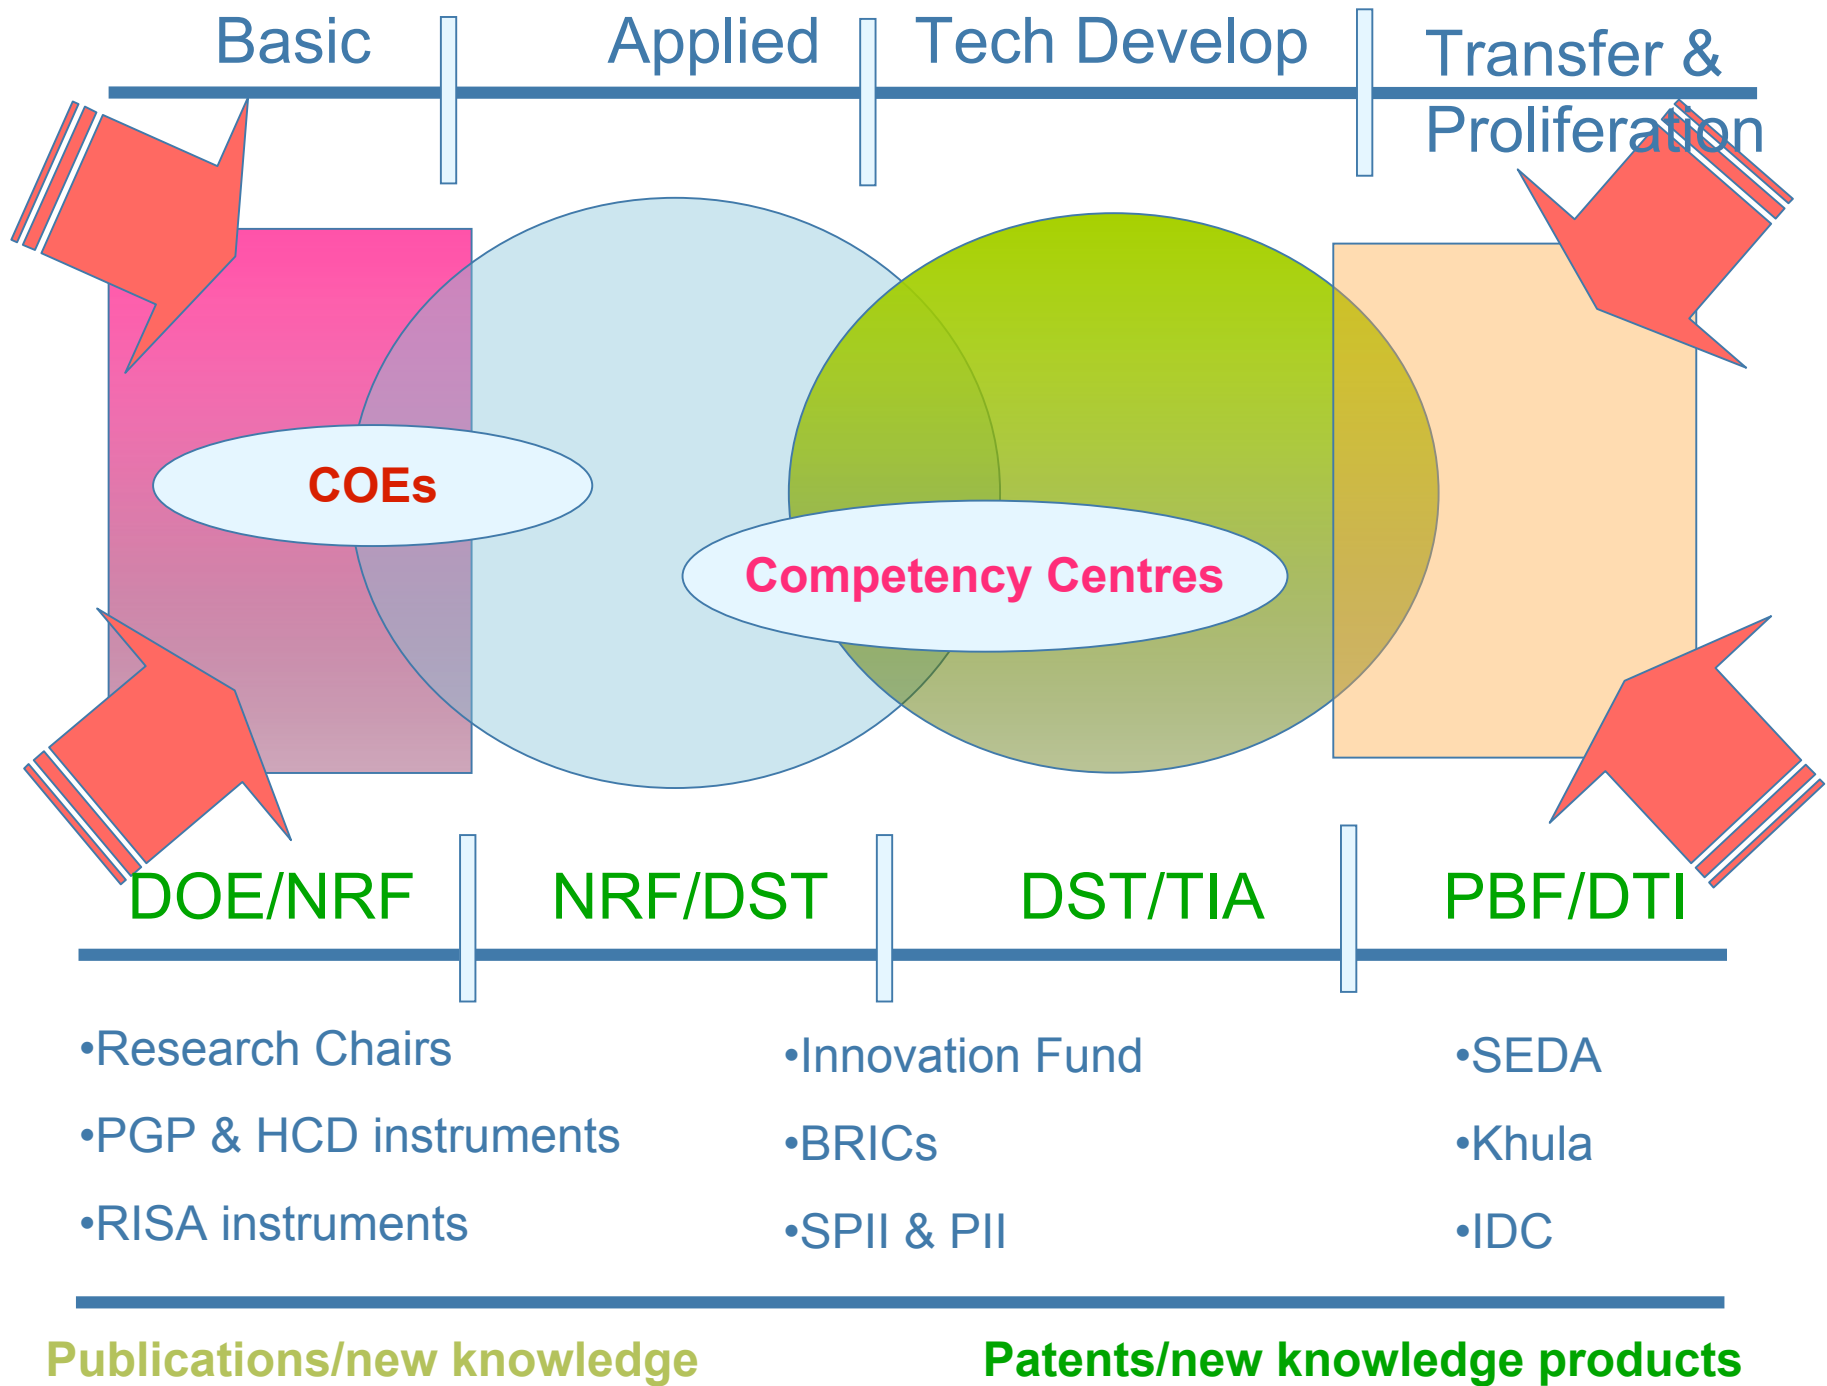 Basic
Applied
Tech Develop
Transfer &
Proliferation
COEs
Competency Centres
DOE/NRF
NRF/DST
DST/TIA
PBF/DTI
•Research Chairs
•PGP & HCD instruments
•RISA instruments
•Innovation Fund
•BRICs
•SPII & PII
•SEDA
•Khula
•IDC
Publications/new knowledge
Patents/new knowledge products